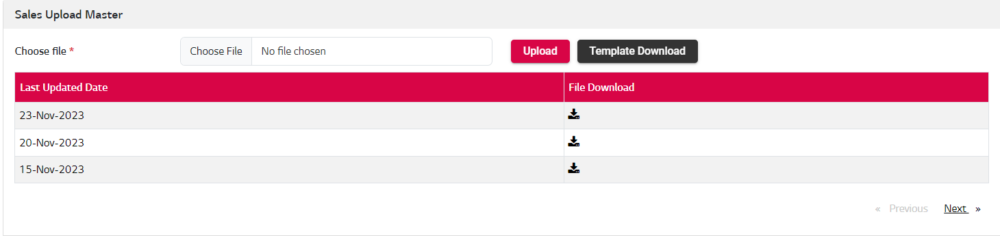 Sales Upload Master
Choose file * Choose File No file chosen Upload Template Download
Last Updated Date File Download
23-Nov-2023
20-Nov-2023
15-Nov-2023
« Previous Next »